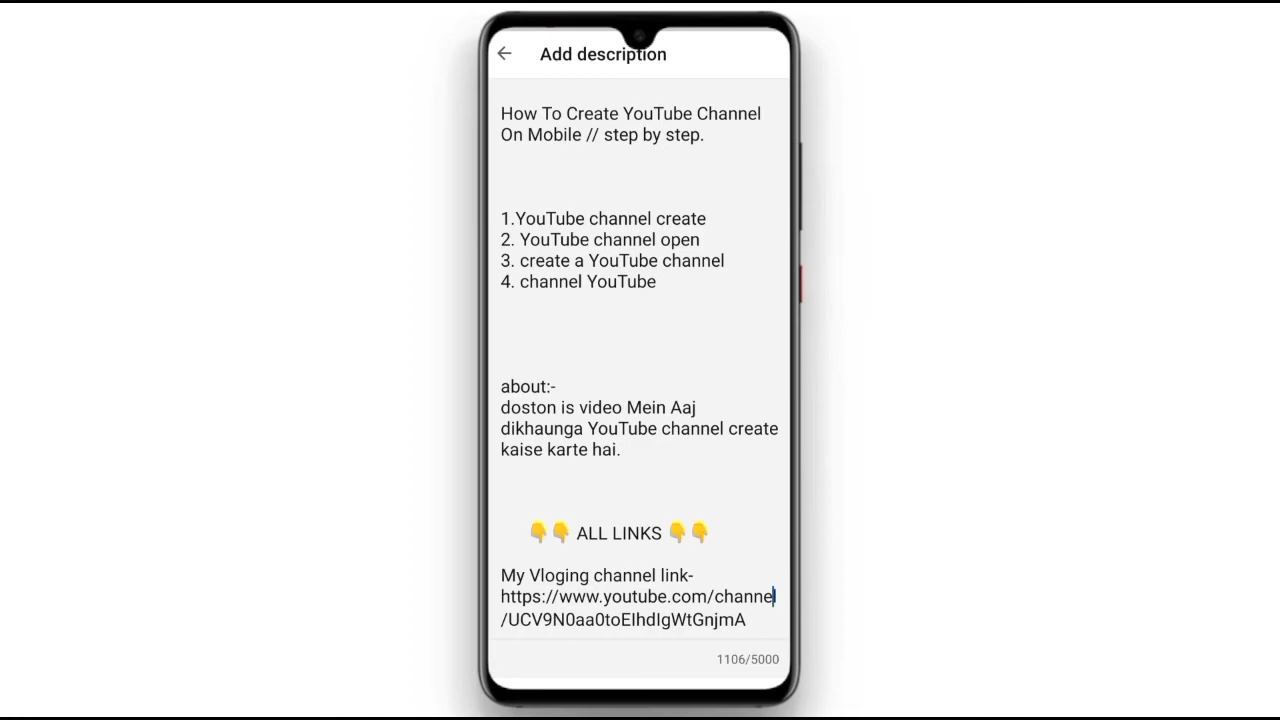 Add description
How To Create YouTube Channel
On Mobile // step by step.
1.YouTube channel create
2. YouTube channel open
3. create a YouTube channel
4. channel YouTube
about:-
doston is video Mein Aaj
dikhaunga YouTube channel create
kaise karte hai.
👇👇 ALL LINKS 👇👇
My Vloging channel link-
https://www.youtube.com/channel
/UCV9N0aa0toEIhdIgWtGnjmA
1106/5000